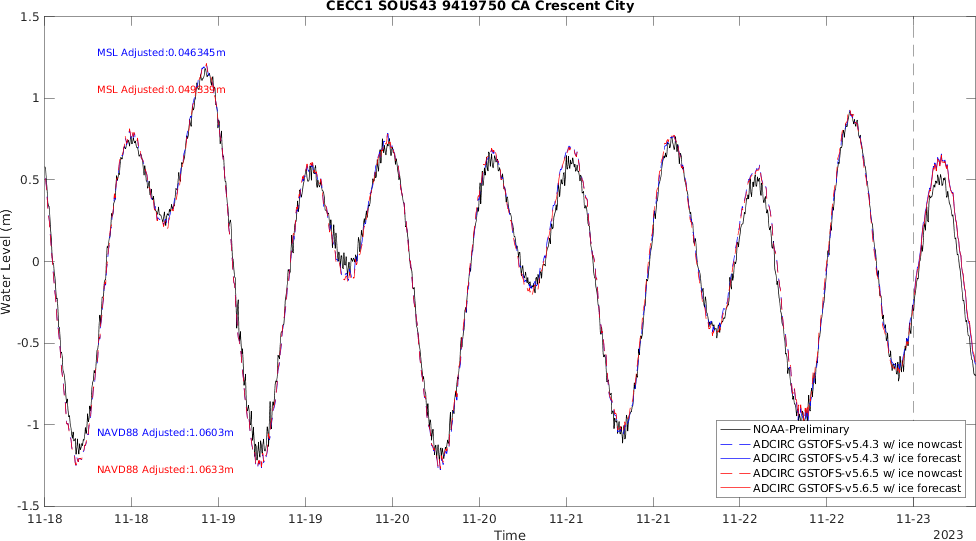 CECC1 SOUS43 9419750 CA Crescent City
1.5
MSL Adjusted:0.046345m
MSL Adjusted:0.049339m
1
0.5
0
-0.5
-1
-1.5
Water Level (m)
NAVD88 Adjusted:1.0603m
NAVD88 Adjusted:1.0633m
NOAA-Preliminary
ADCIRC GSTOFS-v5.4.3 w/ ice nowcast
ADCIRC GSTOFS-v5.4.3 w/ ice forecast
ADCIRC GSTOFS-v5.6.5 w/ ice nowcast
ADCIRC GSTOFS-v5.6.5 w/ ice forecast
11-18 11-18 11-19 11-19 11-20 11-20 11-21 11-21 11-22 11-22 11-23
Time
2023